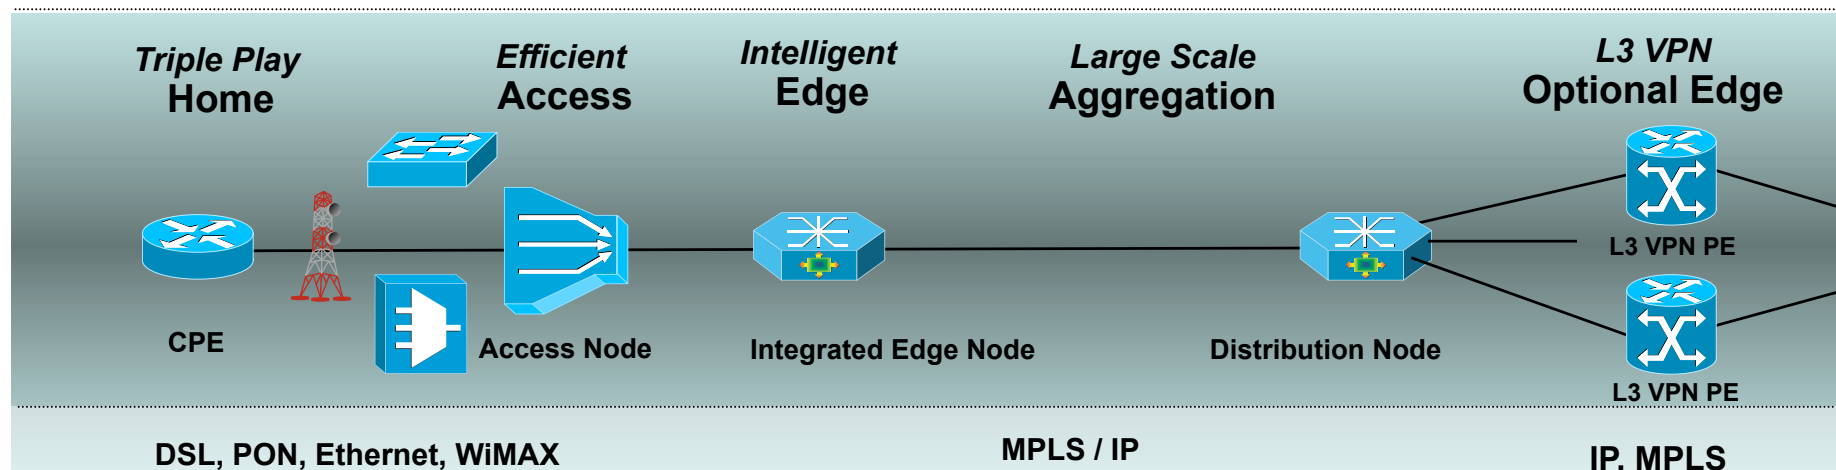 Triple Play
Home
Efficient
Access
Intelligent
Edge
Large Scale
Aggregation
L3 VPN
Optional Edge
L3 VPN PE
CPE
Access Node
Integrated Edge Node
Distribution Node
L3 VPN PE
DSL, PON, Ethernet, WiMAX
MPLS / IP
IP, MPLS